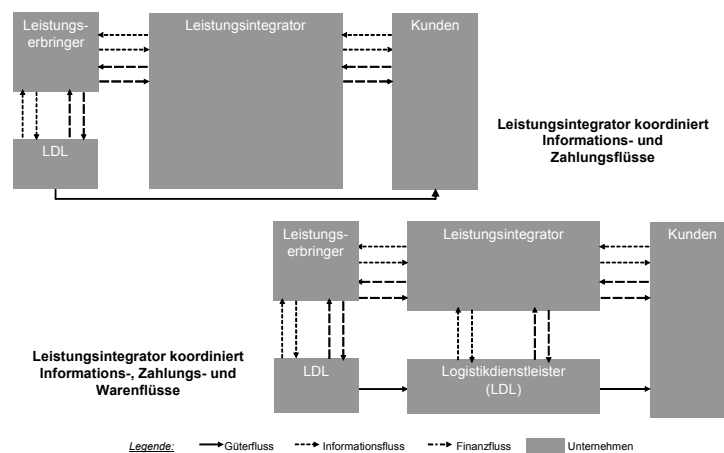 Leistungs-
erbringer
Leistungsintegrator
Kunden
LDL
Leistungsintegrator koordiniert
Informations- und
Zahlungsflüsse
Leistungs-
erbringer
Leistungsintegrator
Kunden
Leistungsintegrator koordiniert
Informations-, Zahlungs- und
Warenflüsse
LDL
Logistikdienstleister
(LDL)
Legende: Güterfluss Informationsfluss Finanzfluss Unternehmen